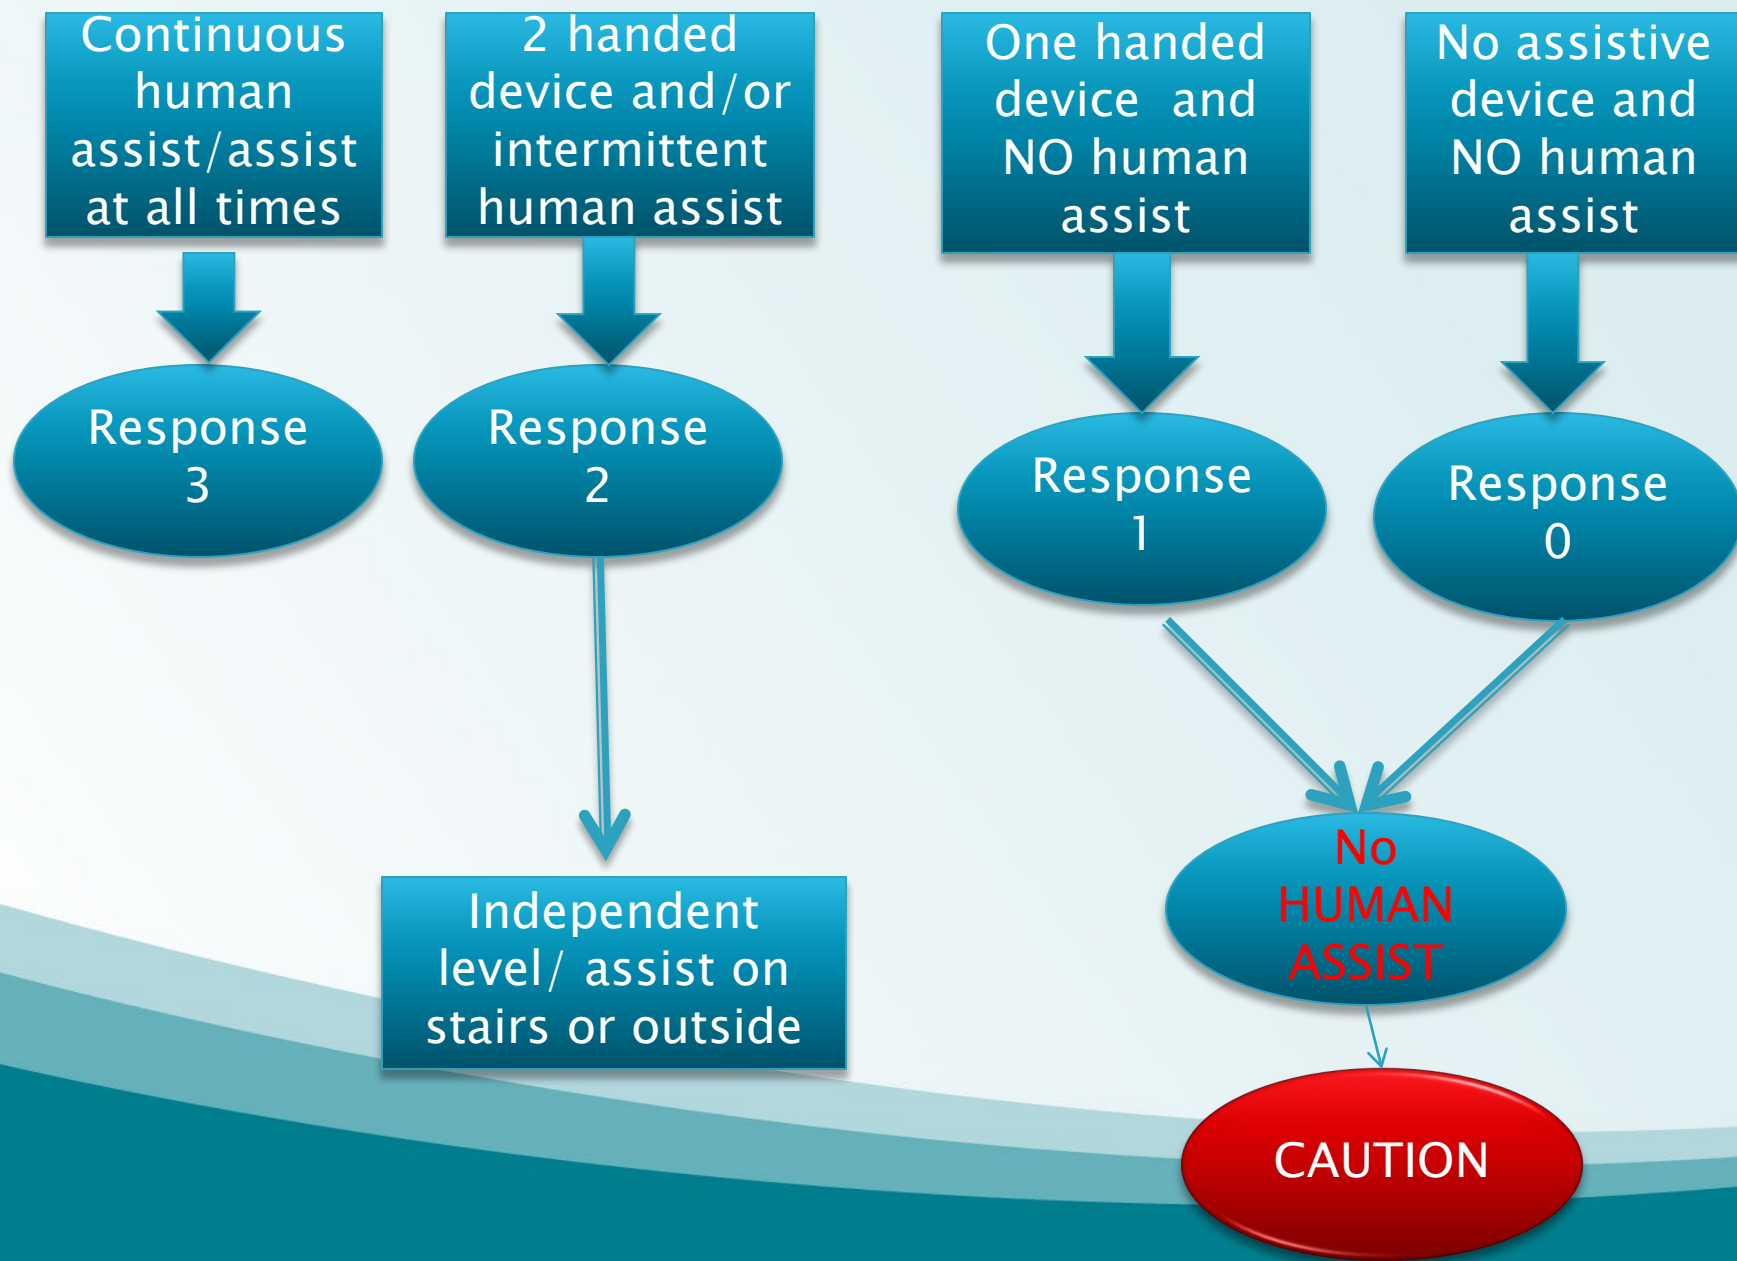 Continuous
human
assist/assist
at all times
2 handed
device and/or
intermittent
human assist
One handed
device and
NO human
assist
No assistive
device and
NO human
assist
Response
3
Response
2
Response
1
Response
0
Independent
level/ assist on
stairs or outside
No
HUMAN
ASSIST
CAUTION